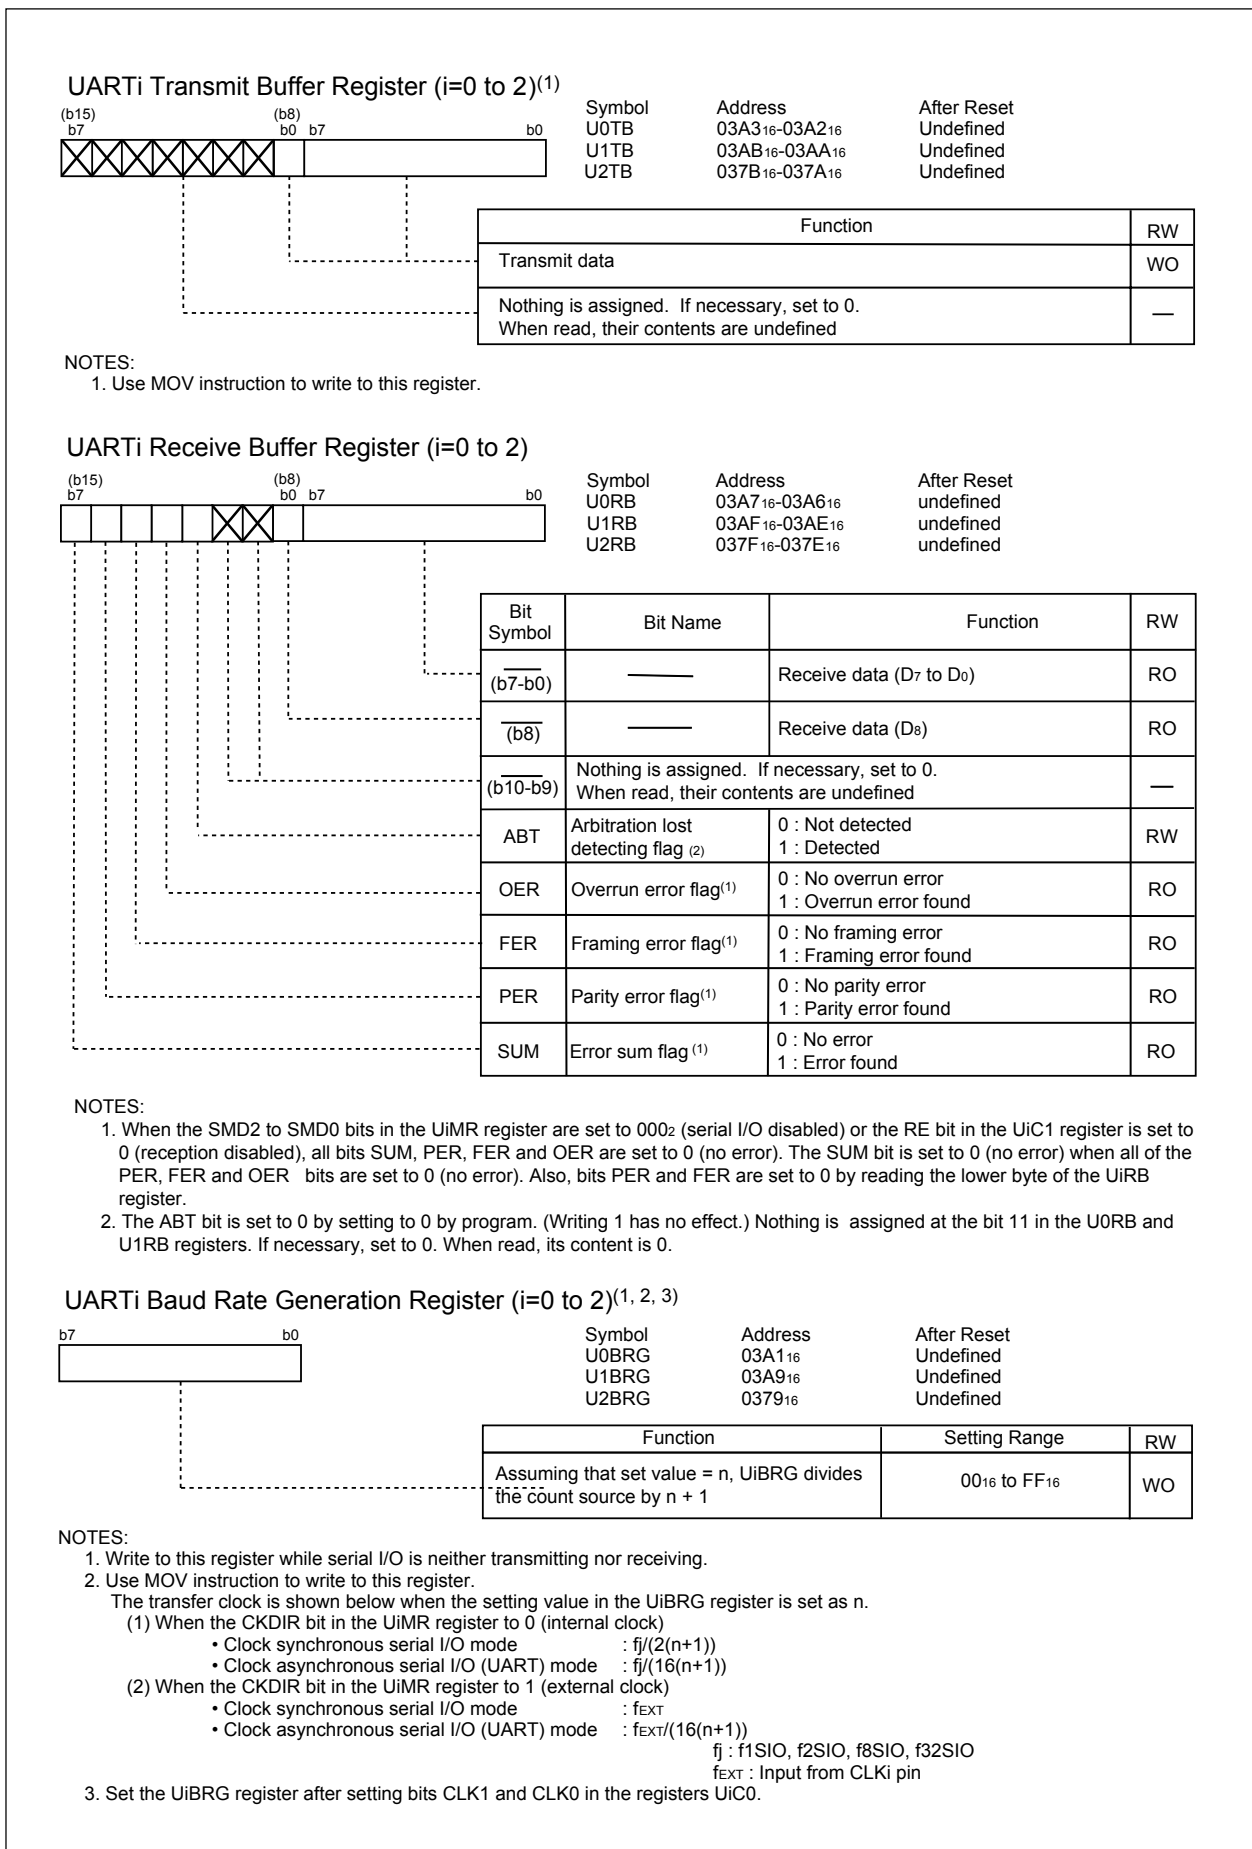 UARTi Transmit Buffer Register (i=0 to 2)(1)
(b15) (b8)
b7 b0 b7 b0
Symbol Address After Reset
U0TB 03A316-03A216 Undefined
U1TB 03AB16-03AA16 Undefined
U2TB 037B16-037A16 Undefined
Function RW
Transmit data WO
Nothing is assigned. If necessary, set to 0.
When read, their contents are undefined —
NOTES:
1. Use MOV instruction to write to this register.
UARTi Receive Buffer Register (i=0 to 2)
(b15) (b8)
b7 b0 b7 b0
Symbol Address After Reset
U0RB 03A716-03A616 undefined
U1RB 03AF16-03AE16 undefined
U2RB 037F16-037E16 undefined
Bit Symbol Bit Name Function RW
— (b7-b0) — Receive data (D7 to D0) RO
— (b8) — Receive data (D8) RO
— (b10-b9) Nothing is assigned. If necessary, set to 0.
When read, their contents are undefined —
ABT Arbitration lost detecting flag (2) 0 : Not detected
1 : Detected RW
OER Overrun error flag(1) 0 : No overrun error
1 : Overrun error found RO
FER Framing error flag(1) 0 : No framing error
1 : Framing error found RO
PER Parity error flag(1) 0 : No parity error
1 : Parity error found RO
SUM Error sum flag (1) 0 : No error
1 : Error found RO
NOTES:
1. When the SMD2 to SMD0 bits in the UiMR register are set to 0002 (serial I/O disabled) or the RE bit in the UiC1 register is set to
0 (reception disabled), all bits SUM, PER, FER and OER are set to 0 (no error). The SUM bit is set to 0 (no error) when all of the
PER, FER and OER bits are set to 0 (no error). Also, bits PER and FER are set to 0 by reading the lower byte of the UiRB
register.
2. The ABT bit is set to 0 by setting to 0 by program. (Writing 1 has no effect.) Nothing is assigned at the bit 11 in the U0RB and
U1RB registers. If necessary, set to 0. When read, its content is 0.
UARTi Baud Rate Generation Register (i=0 to 2)(1, 2, 3)
b7 b0
Symbol Address After Reset
U0BRG 03A116 Undefined
U1BRG 03A916 Undefined
U2BRG 037916 Undefined
Function Setting Range RW
Assuming that set value = n, UiBRG divides
the count source by n + 1 0016 to FF16 WO
NOTES:
1. Write to this register while serial I/O is neither transmitting nor receiving.
2. Use MOV instruction to write to this register.
The transfer clock is shown below when the setting value in the UiBRG register is set as n.
(1) When the CKDIR bit in the UiMR register to 0 (internal clock)
• Clock synchronous serial I/O mode : fj/(2(n+1))
• Clock asynchronous serial I/O (UART) mode : fj/(16(n+1))
(2) When the CKDIR bit in the UiMR register to 1 (external clock)
• Clock synchronous serial I/O mode : fEXT
• Clock asynchronous serial I/O (UART) mode : fEXT/(16(n+1))
fj : f1SIO, f2SIO, f8SIO, f32SIO
fEXT : Input from CLKi pin
3. Set the UiBRG register after setting bits CLK1 and CLK0 in the registers UiC0.